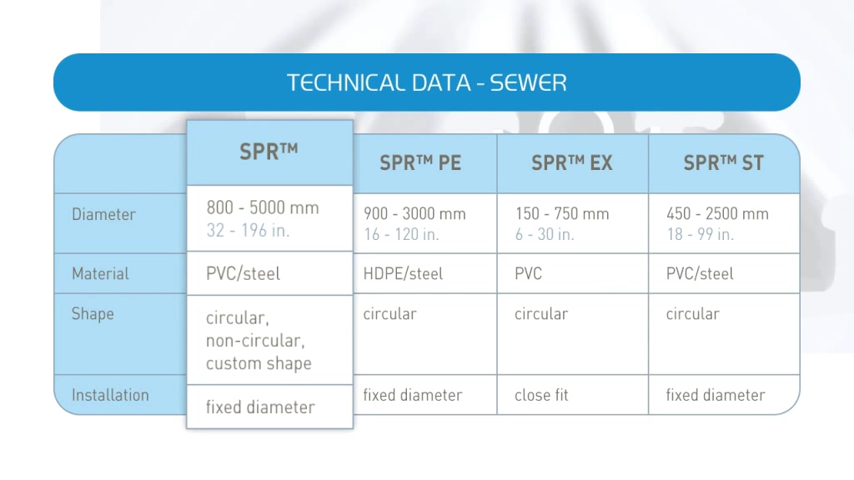 TECHNICAL DATA - SEWER
SPR™ SPR™ PE SPR™ EX SPR™ ST
Diameter 800 - 5000 mm 900 - 3000 mm 150 - 750 mm 450 - 2500 mm
32 - 196 in. 16 - 120 in. 6 - 30 in. 18 - 99 in.
Material PVC/steel HDPE/steel PVC PVC/steel
Shape circular, circular circular circular
non-circular,
custom shape
Installation fixed diameter fixed diameter close fit fixed diameter